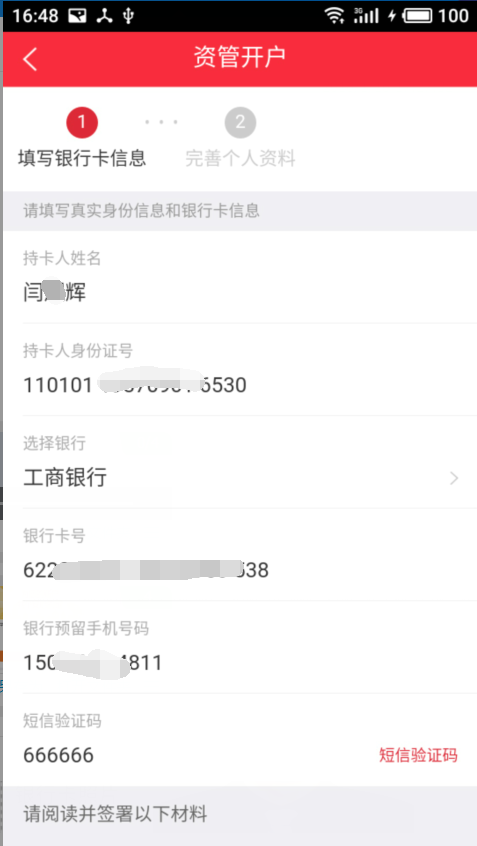 16:48 3G 100
资管开户
1 ··· 2
填写银行卡信息 完善个人资料
请填写真实身份信息和银行卡信息
持卡人姓名
闫 辉
持卡人身份证号
110101 6530
选择银行
工商银行
银行卡号
622 538
银行预留手机号码
150 4811
短信验证码
666666 短信验证码
请阅读并签署以下材料